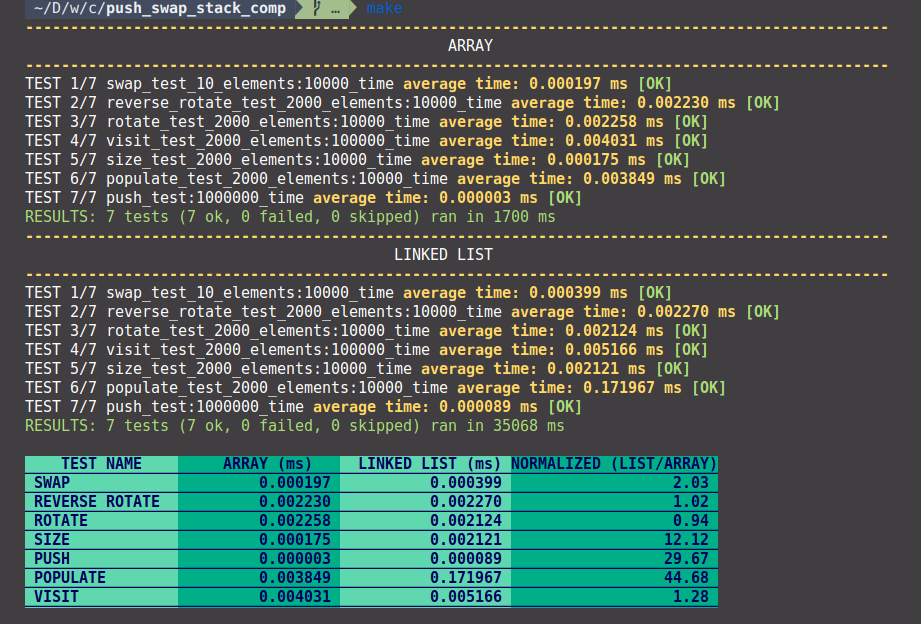 ~/D/w/c/push_swap_stack_comp … make
--------------------------------------------------------------------------------
ARRAY
--------------------------------------------------------------------------------
TEST 1/7 swap_test_10_elements:10000_time average time: 0.000197 ms [OK]
TEST 2/7 reverse_rotate_test_2000_elements:10000_time average time: 0.002230 ms [OK]
TEST 3/7 rotate_test_2000_elements:10000_time average time: 0.002258 ms [OK]
TEST 4/7 visit_test_2000_elements:100000_time average time: 0.004031 ms [OK]
TEST 5/7 size_test_2000_elements:10000_time average time: 0.000175 ms [OK]
TEST 6/7 populate_test_2000_elements:10000_time average time: 0.003849 ms [OK]
TEST 7/7 push_test:1000000_time average time: 0.000003 ms [OK]
RESULTS: 7 tests (7 ok, 0 failed, 0 skipped) ran in 1700 ms
--------------------------------------------------------------------------------
LINKED LIST
--------------------------------------------------------------------------------
TEST 1/7 swap_test_10_elements:10000_time average time: 0.000399 ms [OK]
TEST 2/7 reverse_rotate_test_2000_elements:10000_time average time: 0.002270 ms [OK]
TEST 3/7 rotate_test_2000_elements:10000_time average time: 0.002124 ms [OK]
TEST 4/7 visit_test_2000_elements:100000_time average time: 0.005166 ms [OK]
TEST 5/7 size_test_2000_elements:10000_time average time: 0.002121 ms [OK]
TEST 6/7 populate_test_2000_elements:10000_time average time: 0.171967 ms [OK]
TEST 7/7 push_test:1000000_time average time: 0.000089 ms [OK]
RESULTS: 7 tests (7 ok, 0 failed, 0 skipped) ran in 35068 ms
TEST NAME ARRAY (ms) LINKED LIST (ms) NORMALIZED (LIST/ARRAY)
SWAP 0.000197 0.000399 2.03
REVERSE ROTATE 0.002230 0.002270 1.02
ROTATE 0.002258 0.002124 0.94
SIZE 0.000175 0.002121 12.12
PUSH 0.000003 0.000089 29.67
POPULATE 0.003849 0.171967 44.68
VISIT 0.004031 0.005166 1.28